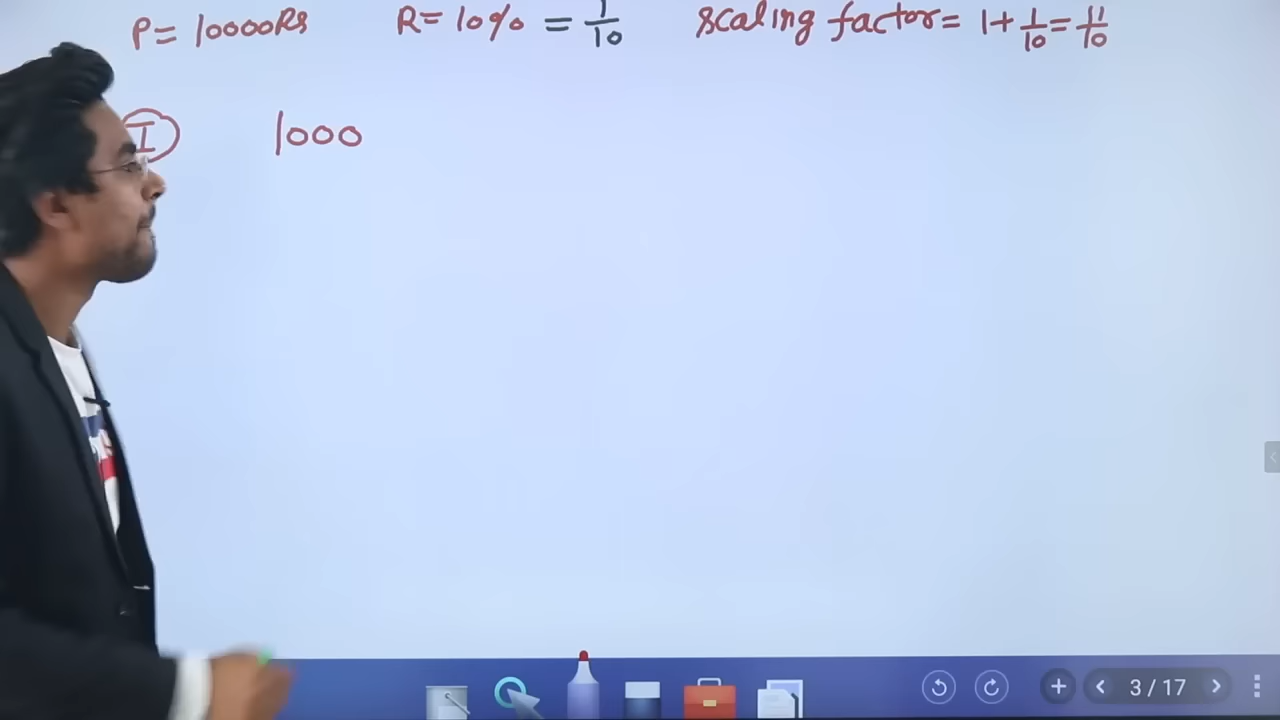 P = 10000Rs R = 10% = 1/10 scaling factor = 1 + 1/10 = 11/10
I 1000
3 / 17